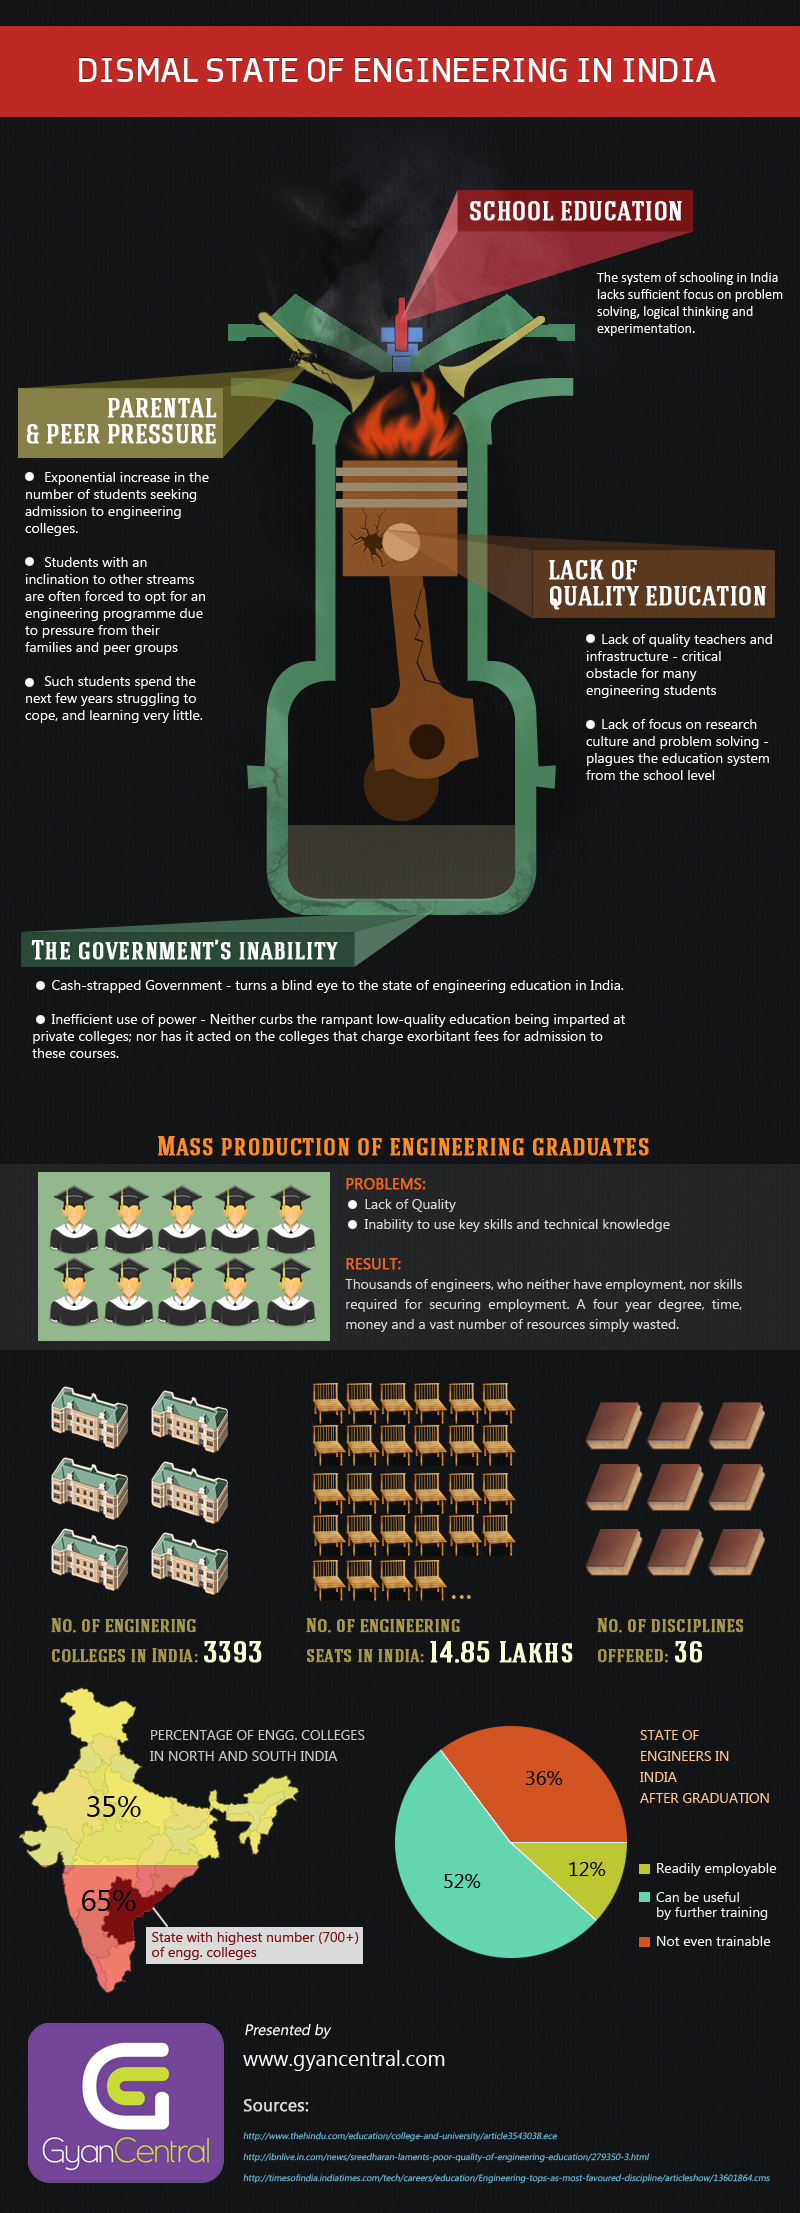 DISMAL STATE OF ENGINEERING IN INDIA
SCHOOL EDUCATION
The system of schooling in India
lacks sufficient focus on problem
solving, logical thinking and
experimentation.
PARENTAL
& PEER PRESSURE
● Exponential increase in the
number of students seeking
admission to engineering
colleges.
● Students with an
inclination to other streams
are often forced to opt for an
engineering programme due
to pressure from their
families and peer groups
● Such students spend the
next few years struggling to
cope, and learning very little.
LACK OF
QUALITY EDUCATION
● Lack of quality teachers and
infrastructure - critical
obstacle for many
engineering students
● Lack of focus on research
culture and problem solving -
plagues the education system
from the school level
THE GOVERNMENT'S INABILITY
● Cash-strapped Government - turns a blind eye to the state of engineering education in India.
● Inefficient use of power - Neither curbs the rampant low-quality education being imparted at
private colleges; nor has it acted on the colleges that charge exorbitant fees for admission to
these courses.
MASS PRODUCTION OF ENGINEERING GRADUATES
PROBLEMS:
● Lack of Quality
● Inability to use key skills and technical knowledge
RESULT:
Thousands of engineers, who neither have employment, nor skills
required for securing employment. A four year degree, time,
money and a vast number of resources simply wasted.
NO. OF ENGINERING
COLLEGES IN INDIA: 3393
...
NO. OF ENGINEERING
SEATS IN INDIA: 14.85 LAKHS
NO. OF DISCIPLINES
OFFERED: 36
PERCENTAGE OF ENGG. COLLEGES
IN NORTH AND SOUTH INDIA
35%
65%
State with highest number (700+)
of engg. colleges
STATE OF
ENGINEERS IN
INDIA
AFTER GRADUATION
36%
12%
52%
Readily employable
Can be useful
by further training
Not even trainable
GyanCentral
Presented by
www.gyancentral.com
Sources:
http://www.thehindu.com/education/college-and-university/article3543038.ece
http://ibnlive.in.com/news/sreedharan-laments-poor-quality-of-engineering-education/279350-3.html
http://timesofindia.indiatimes.com/tech/careers/education/Engineering-tops-as-most-favoured-discipline/articleshow/13601864.cms